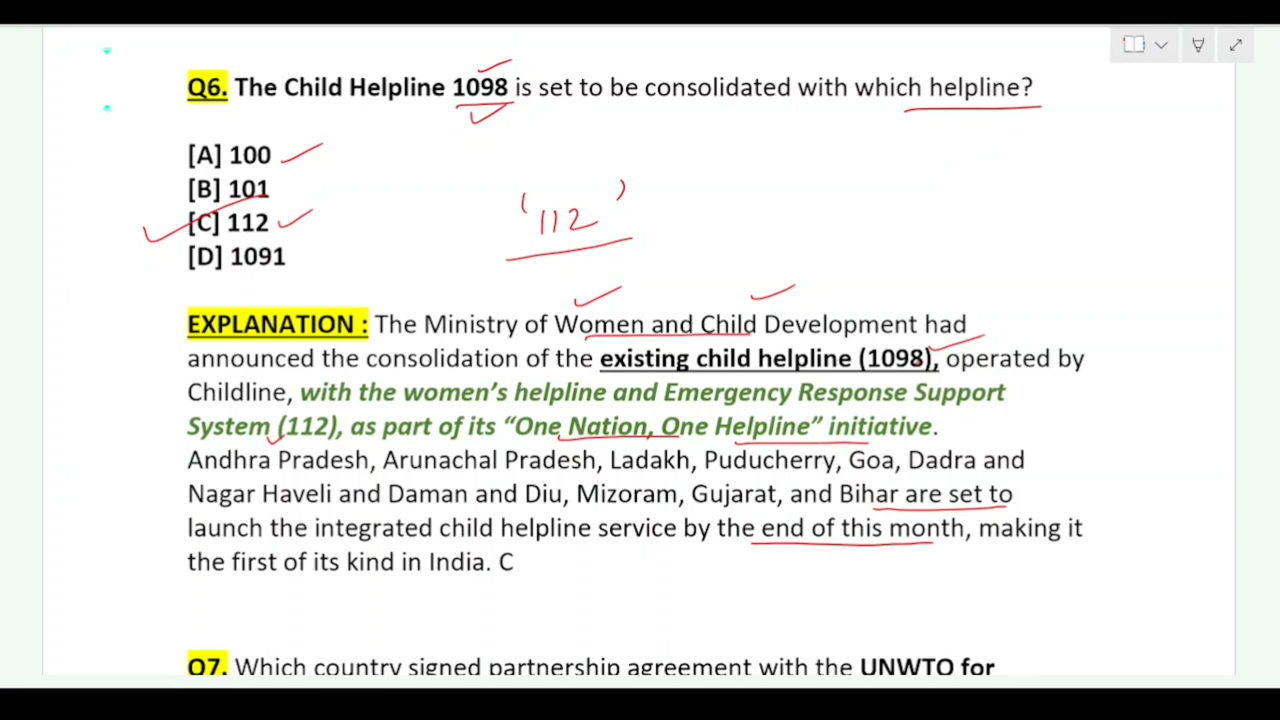 Q6. The Child Helpline 1098 is set to be consolidated with which helpline?
[A] 100
[B] 101
[C] 112
[D] 1091
'112'
EXPLANATION : The Ministry of Women and Child Development had
announced the consolidation of the existing child helpline (1098), operated by
Childline, with the women’s helpline and Emergency Response Support
System (112), as part of its “One Nation, One Helpline” initiative.
Andhra Pradesh, Arunachal Pradesh, Ladakh, Puducherry, Goa, Dadra and
Nagar Haveli and Daman and Diu, Mizoram, Gujarat, and Bihar are set to
launch the integrated child helpline service by the end of this month, making it
the first of its kind in India. C
Q7. Which country signed partnership agreement with the UNWTO for